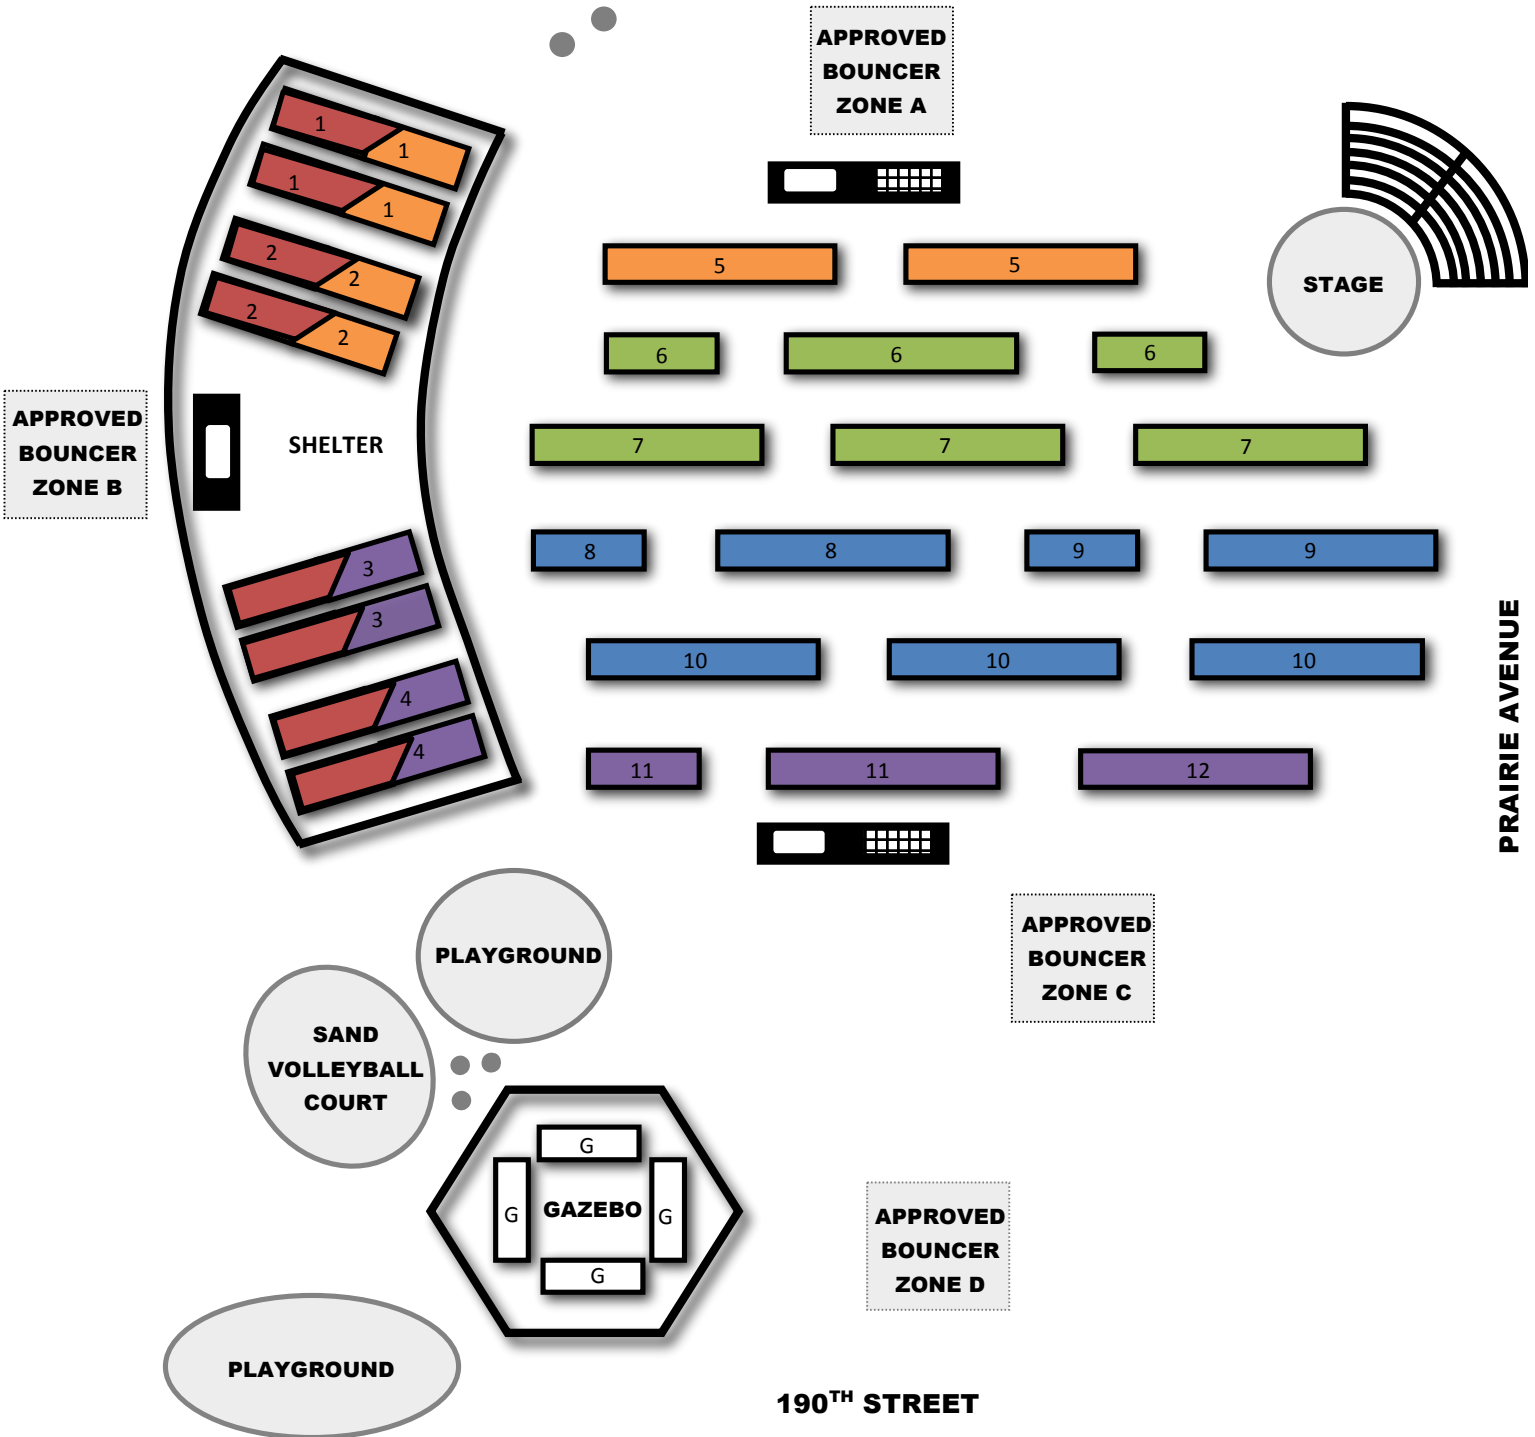 APPROVED
BOUNCER
ZONE A
1
1
1
1
2
2
2
2
5
5
STAGE
6
6
6
APPROVED
BOUNCER
ZONE B
SHELTER
7
7
7
8
8
9
9
3
3
10
10
10
4
4
11
11
12
PRAIRIE AVENUE
PLAYGROUND
APPROVED
BOUNCER
ZONE C
SAND
VOLLEYBALL
COURT
G
G
GAZEBO
G
G
APPROVED
BOUNCER
ZONE D
PLAYGROUND
190TH STREET